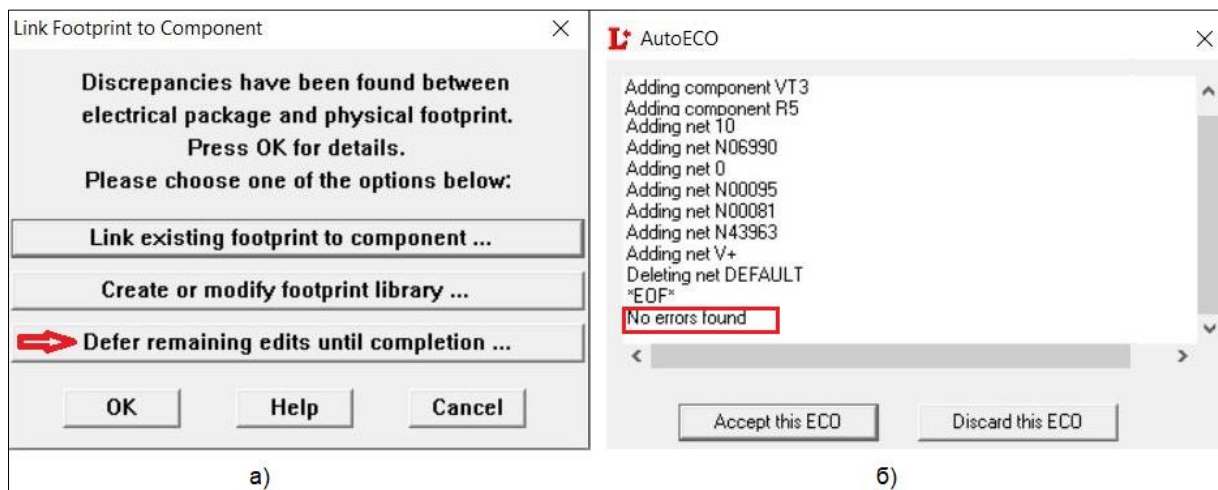 Link Footprint to Component
Discrepancies have been found between
electrical package and physical footprint.
Press OK for details.
Please choose one of the options below:
Link existing footprint to component ...
Create or modify footprint library ...
Defer remaining edits until completion ...
OK Help Cancel
а)
AutoECO
Adding component VT3
Adding component R5
Adding net 10
Adding net N06990
Adding net 0
Adding net N00095
Adding net N00081
Adding net N43963
Adding net V+
Deleting net DEFAULT
*EOF*
No errors found
Accept this ECO Discard this ECO
б)